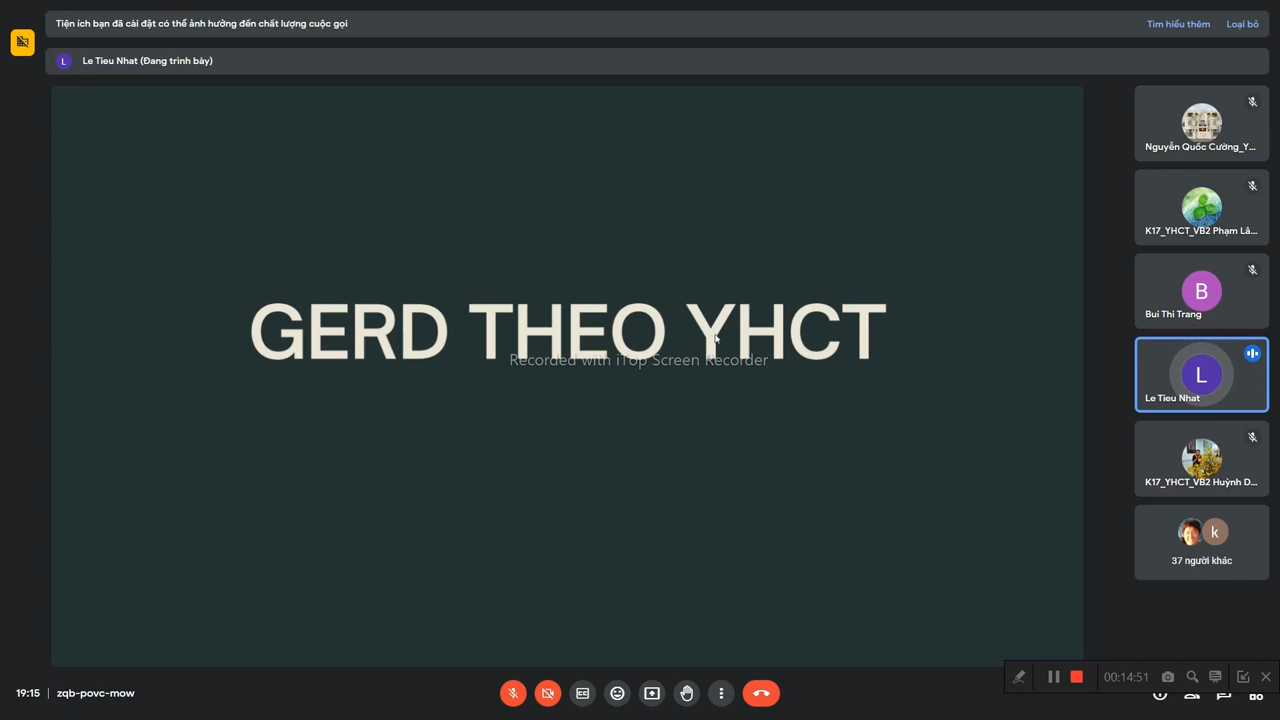 Tiện ích bạn đã cài đặt có thể ảnh hưởng đến chất lượng cuộc gọi
Tìm hiểu thêm
Loại bỏ
L
Le Tieu Nhat (Đang trình bày)
GERD THEO YHCT
Recorded with iTop Screen Recorder
Nguyễn Quốc Cường_Y...
K17_YHCT_VB2 Phạm Lâ...
B
Bui Thi Trang
L
Le Tieu Nhat
K17_YHCT_VB2 Huỳnh D...
k
37 người khác
19:15
zqb-povc-mow
00:14:51